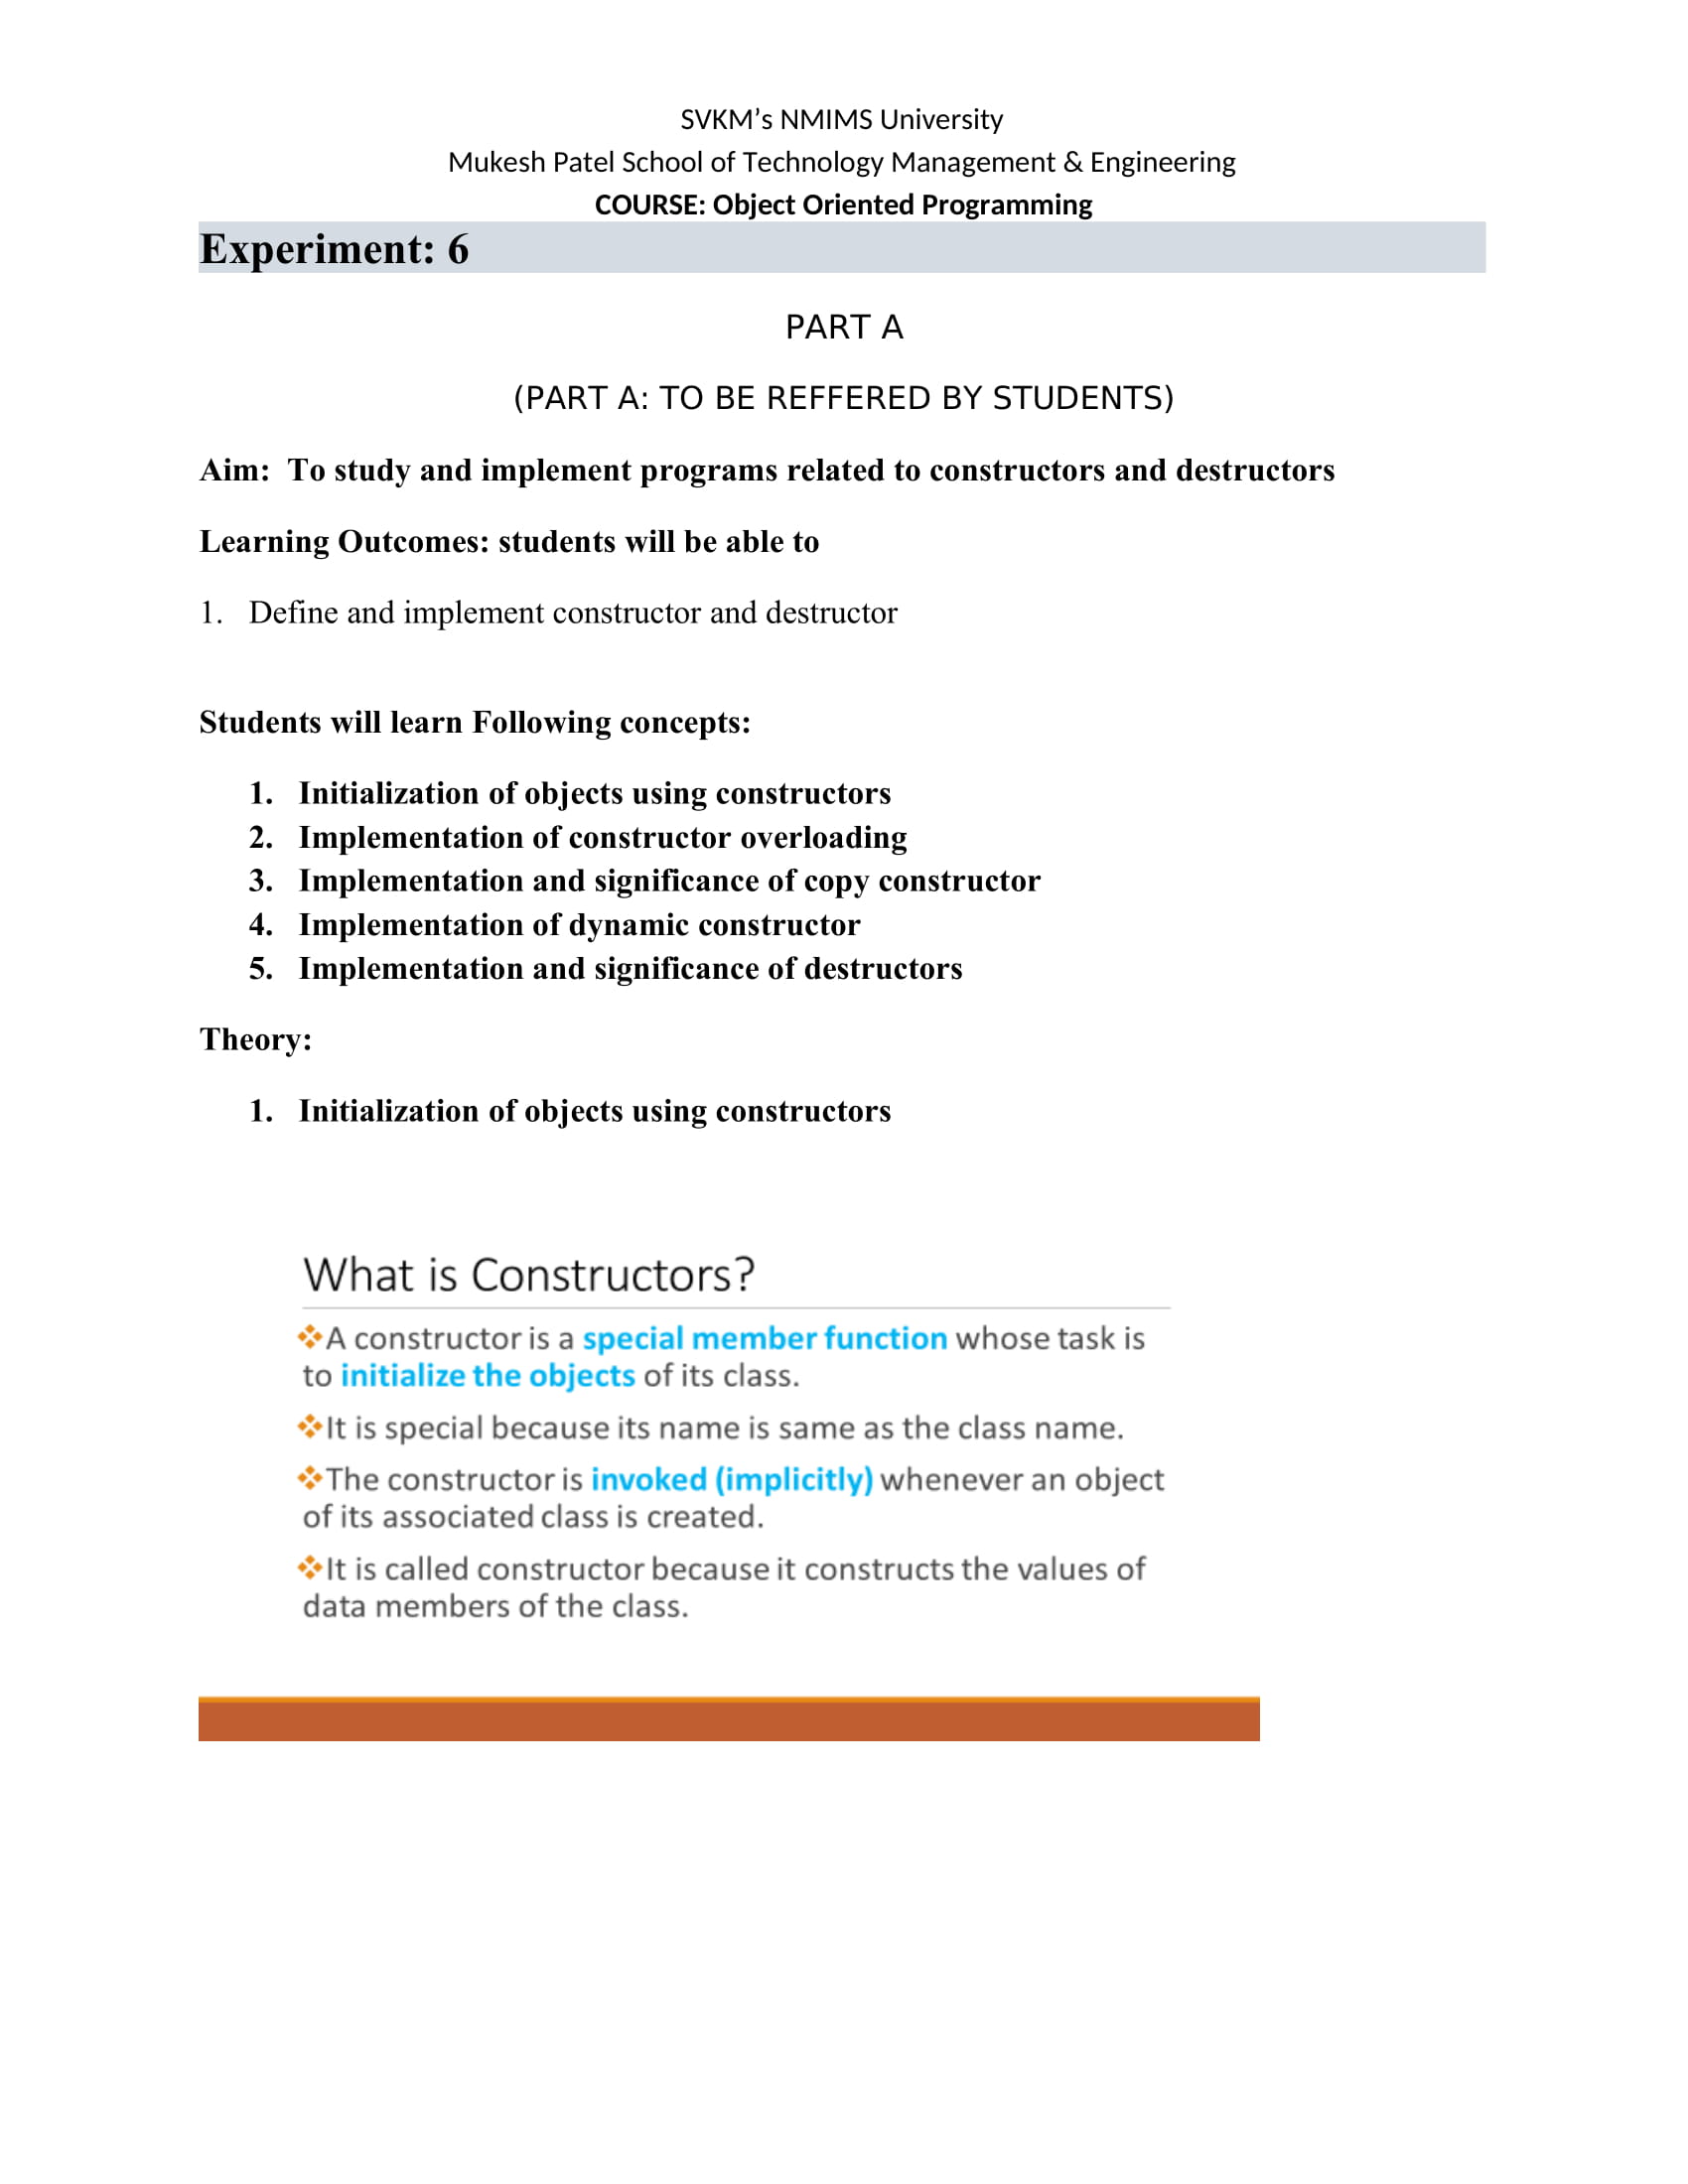 SVKM’s NMIMS University
Mukesh Patel School of Technology Management & Engineering
COURSE: Object Oriented Programming
Experiment: 6
PART A
(PART A: TO BE REFFERED BY STUDENTS)
Aim:  To study and implement programs related to constructors and destructors
Learning Outcomes: students will be able to
1. Define and implement constructor and destructor
Students will learn Following concepts:
1. Initialization of objects using constructors
2. Implementation of constructor overloading
3. Implementation and significance of copy constructor
4. Implementation of dynamic constructor
5. Implementation and significance of destructors
Theory:
1. Initialization of objects using constructors
What is Constructors?
❖A constructor is a special member function whose task is
to initialize the objects of its class.
❖It is special because its name is same as the class name.
❖The constructor is invoked (implicitly) whenever an object
of its associated class is created.
❖It is called constructor because it constructs the values of
data members of the class.